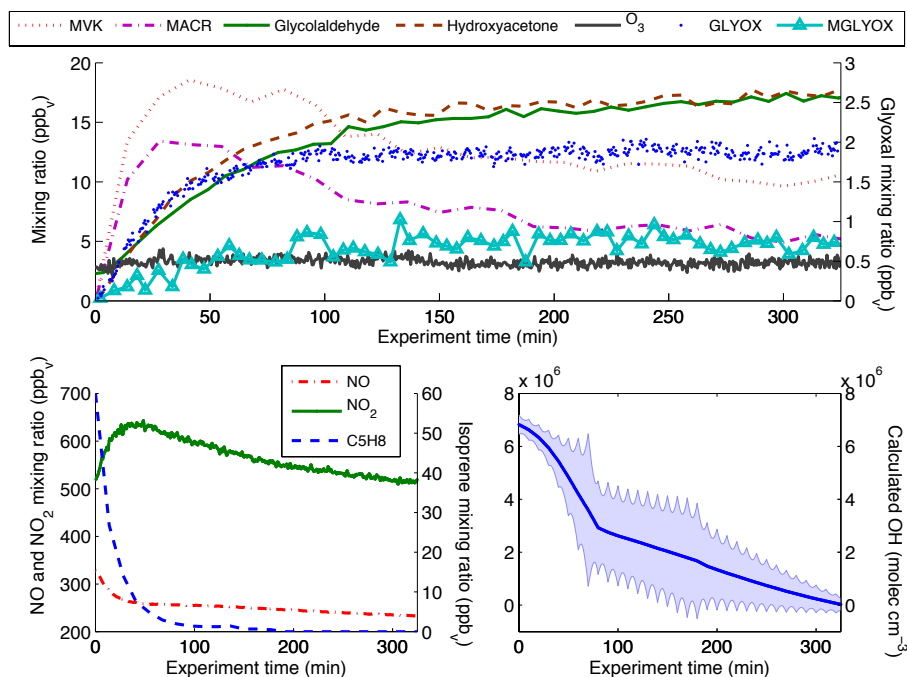 MVK MACR Glycolaldehyde Hydroxyacetone O3 GLYOX MGLYOX
20
15
10
5
0
Mixing ratio (ppbv)
3
2.5
2
1.5
1
0.5
0
Glyoxal mixing ratio (ppbv)
0 50 100 150 200 250 300
Experiment time (min)
700
600
500
400
300
200
NO and NO2 mixing ratio (ppbv)
NO
NO2
C5H8
60
50
40
30
20
10
0
Isoprene mixing ratio (ppbv)
0 100 200 300
Experiment time (min)
x 10^6
8
6
4
2
0
x 10^6
8
6
4
2
0
Calculated OH (molec cm−3)
0 100 200 300
Experiment time (min)